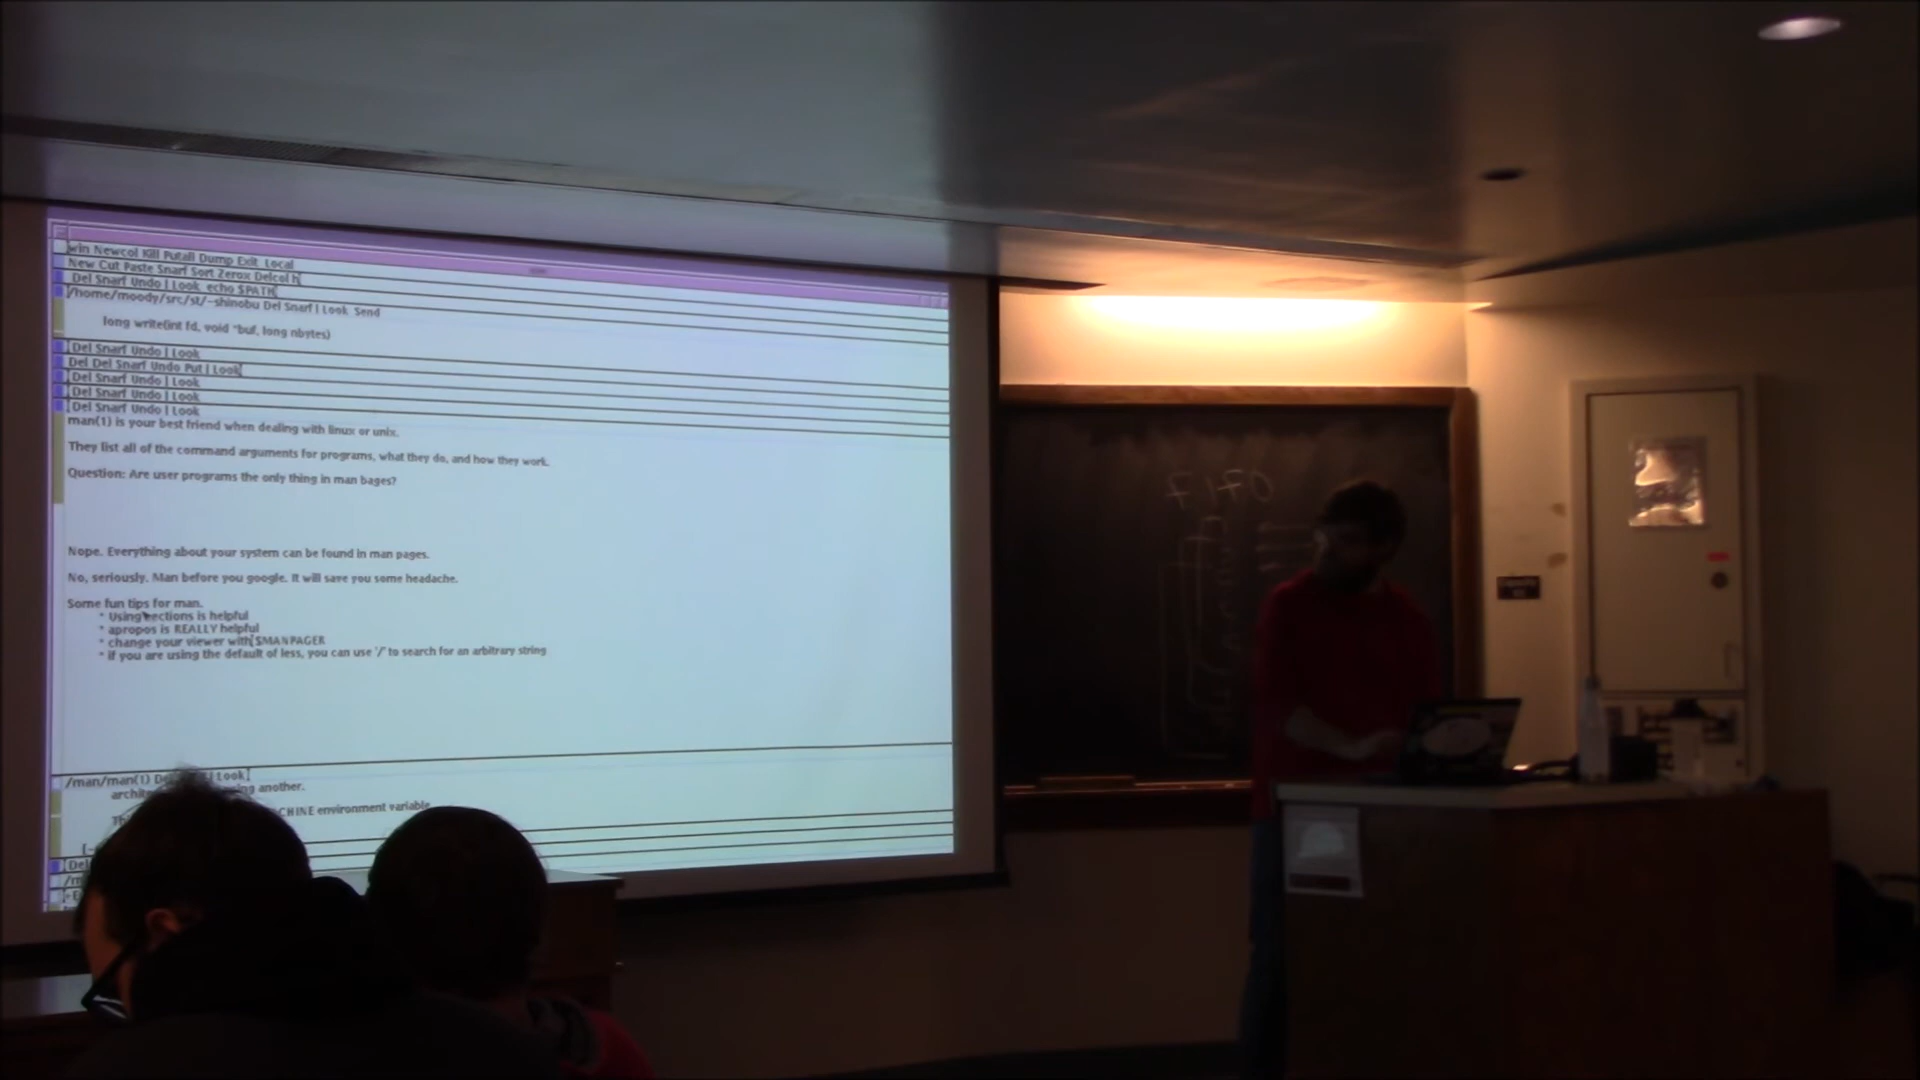 win Newcol Kill Putall Dump Exit Local
New Cut Paste Snarf Sort Zerox Delcol h
Del Snarf Undo | Look echo $PATH
/home/moody/src/st/-shinobu Del Snarf | Look Send
long write(int fd, void *buf, long nbytes)
Del Snarf Undo | Look
Del Del Snarf Undo Put | Look
Del Snarf Undo | Look
Del Snarf Undo | Look
Del Snarf Undo | Look
man(1) is your best friend when dealing with linux or unix.
They list all of the command arguments for programs, what they do, and how they work.
Question: Are user programs the only thing in man bages?
Nope. Everything about your system can be found in man pages.
No, seriously. Man before you google. It will save you some headache.
Some fun tips for man.
* Using sections is helpful
* apropos is REALLY helpful
* change your viewer with $MANPAGER
* if you are using the default of less, you can use '/' to search for an arbitrary string
/man/man(1) Look
another.
environment variable
0717